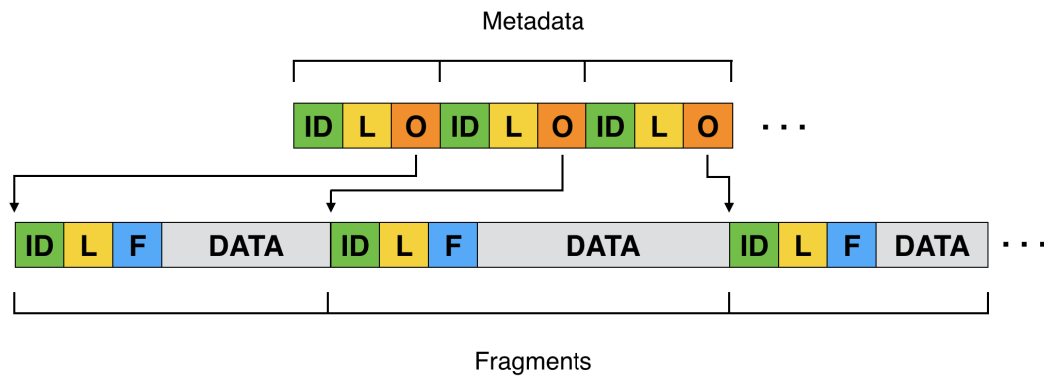 Metadata
ID L O ID L O ID L O ...
ID L F DATA ID L F DATA ID L F DATA ...
Fragments